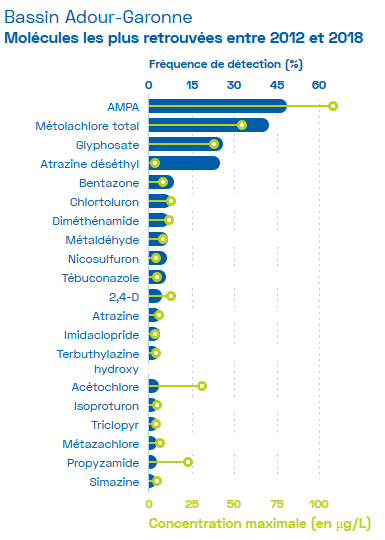 Bassin Adour-Garonne
Molécules les plus retrouvées entre 2012 et 2018
Fréquence de détection (%)
0 15 30 45 60
AMPA
Métolachlore total
Glyphosate
Atrazine déséthyl
Bentazone
Chlortoluron
Diméthénamide
Métaldéhyde
Nicosulfuron
Tébuconazole
2,4-D
Atrazine
Imidaclopride
Terbuthylazine
hydroxy
Acétochlore
Isoproturon
Triclopyr
Métazachlore
Propyzamide
Simazine
0 25 50 75 100
Concentration maximale (en µg/L)